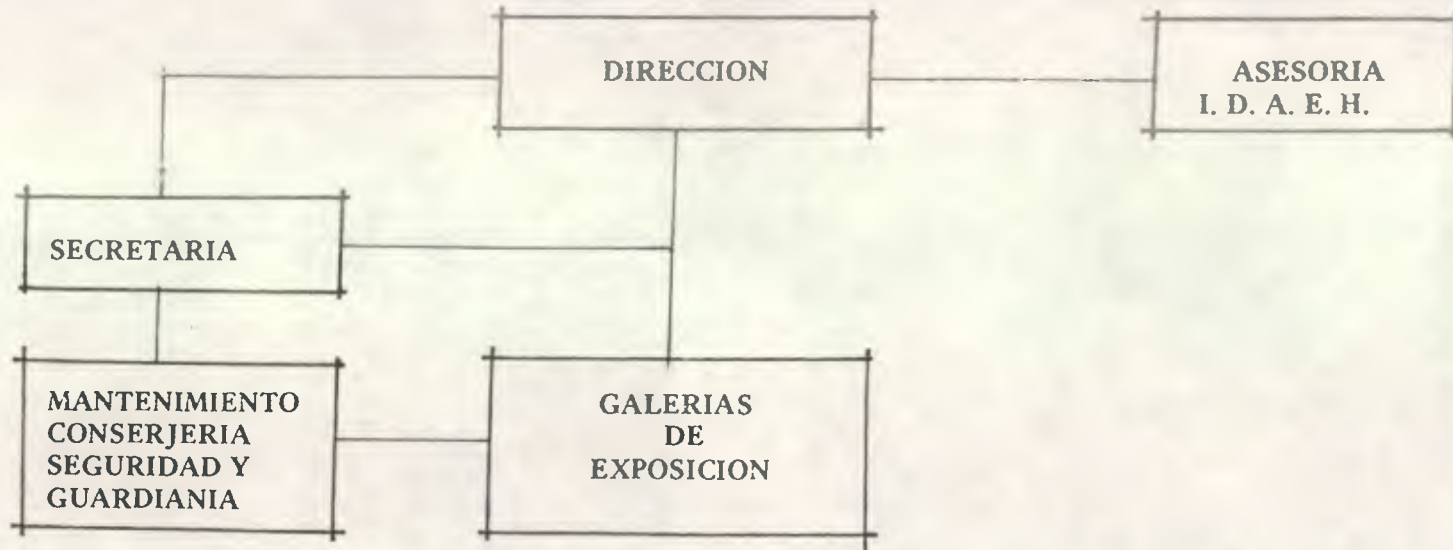 DIRECCION
ASESORIA
I. D. A. E. H.
SECRETARIA
MANTENIMIENTO
CONSERJERIA
SEGURIDAD Y
GUARDIANIA
GALERIAS
DE
EXPOSICION